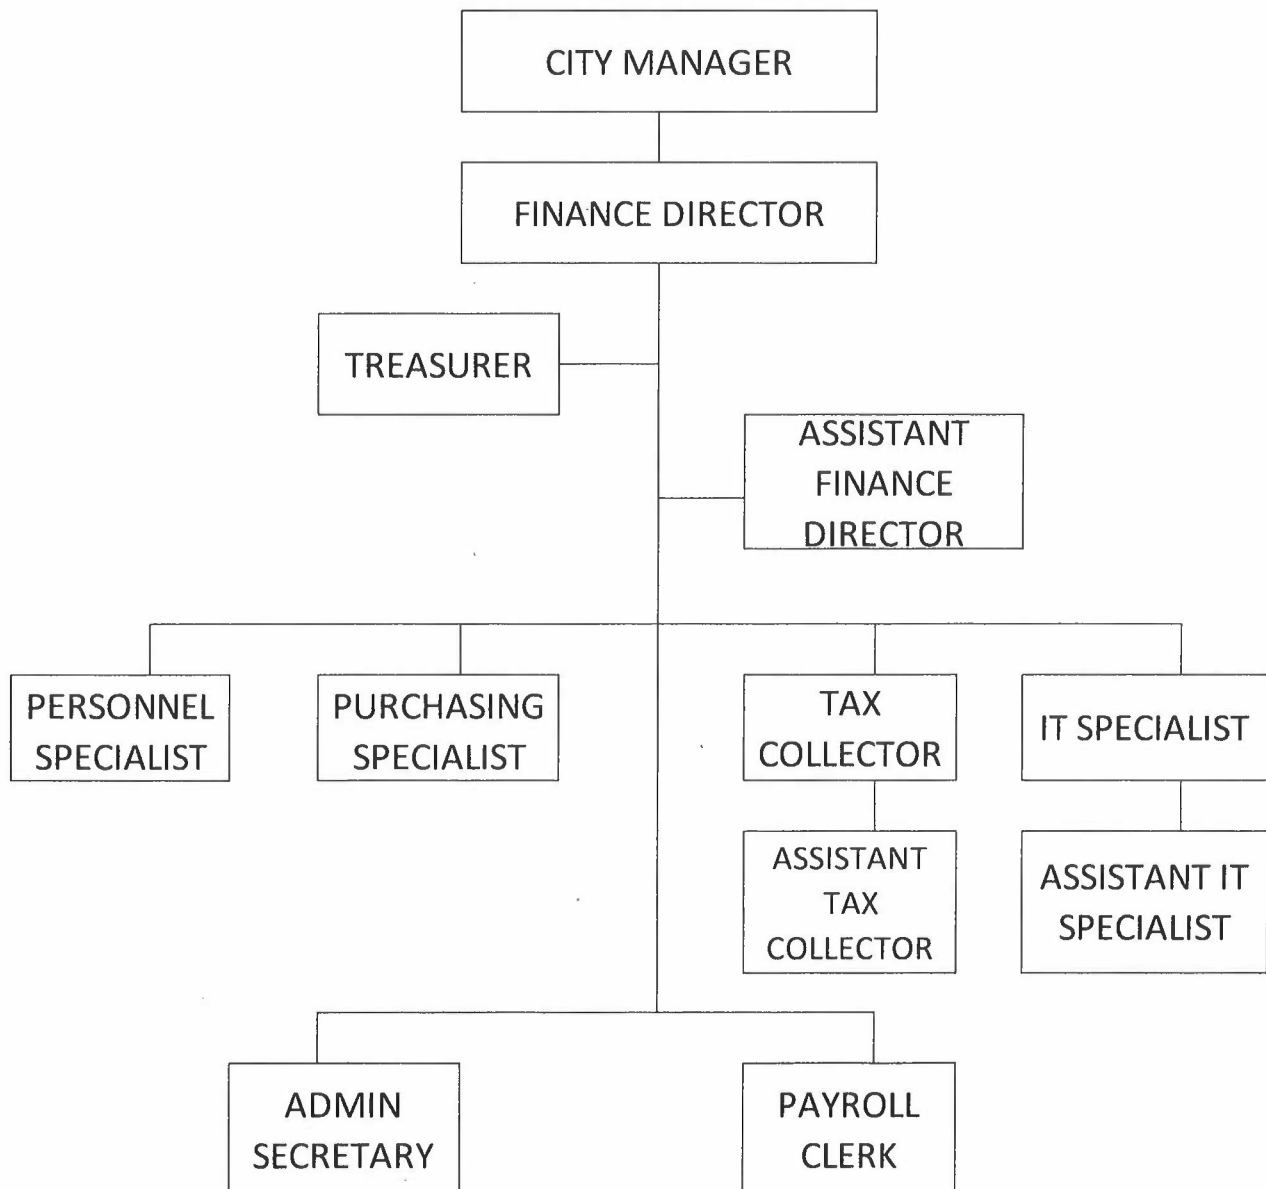 CITY MANAGER
FINANCE DIRECTOR
TREASURER
ASSISTANT
FINANCE
DIRECTOR
PERSONNEL
SPECIALIST
PURCHASING
SPECIALIST
TAX
COLLECTOR
IT SPECIALIST
ASSISTANT
TAX
COLLECTOR
ASSISTANT IT
SPECIALIST
ADMIN
SECRETARY
PAYROLL
CLERK